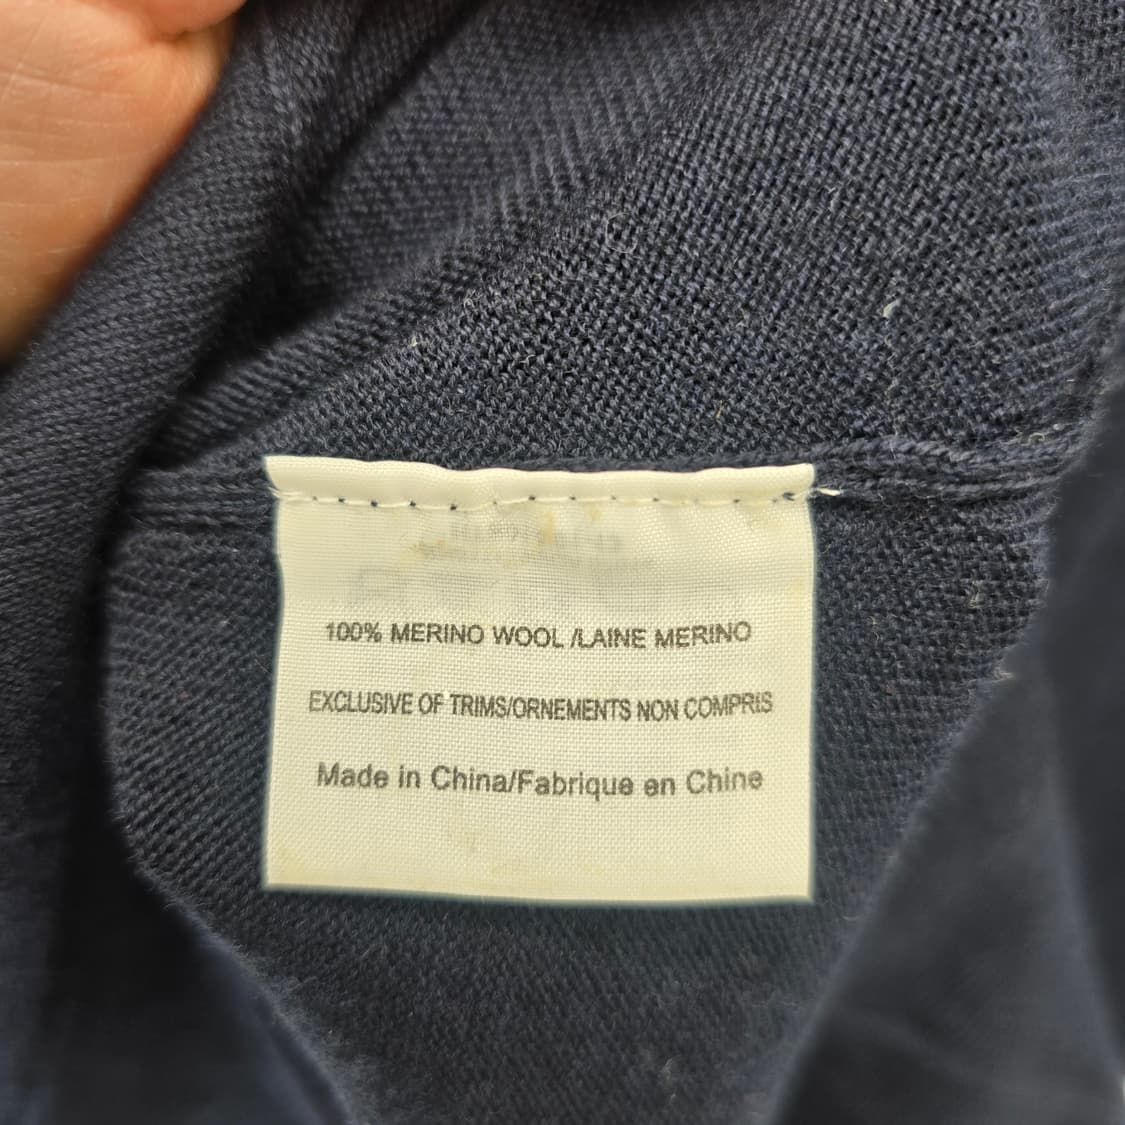 100% MERINO WOOL /LAINE MERINO
EXCLUSIVE OF TRIMS/ORNEMENTS NON COMPRIS
Made in China/Fabrique en Chine